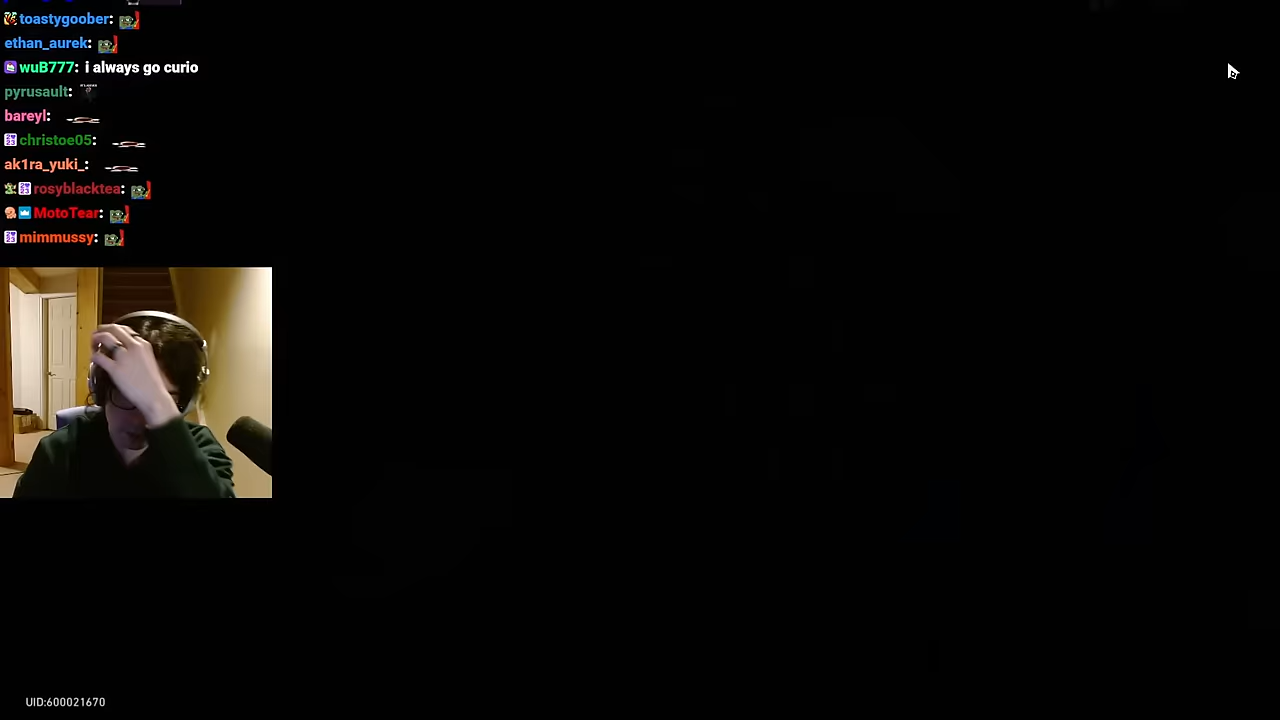 toastygoober:
ethan_aurek:
wuB777: i always go curio
pyrusault:
bareyl:
christoe05:
ak1ra_yuki_:
rosyblacktea:
MotoTear:
mimmussy:
UID:600021670